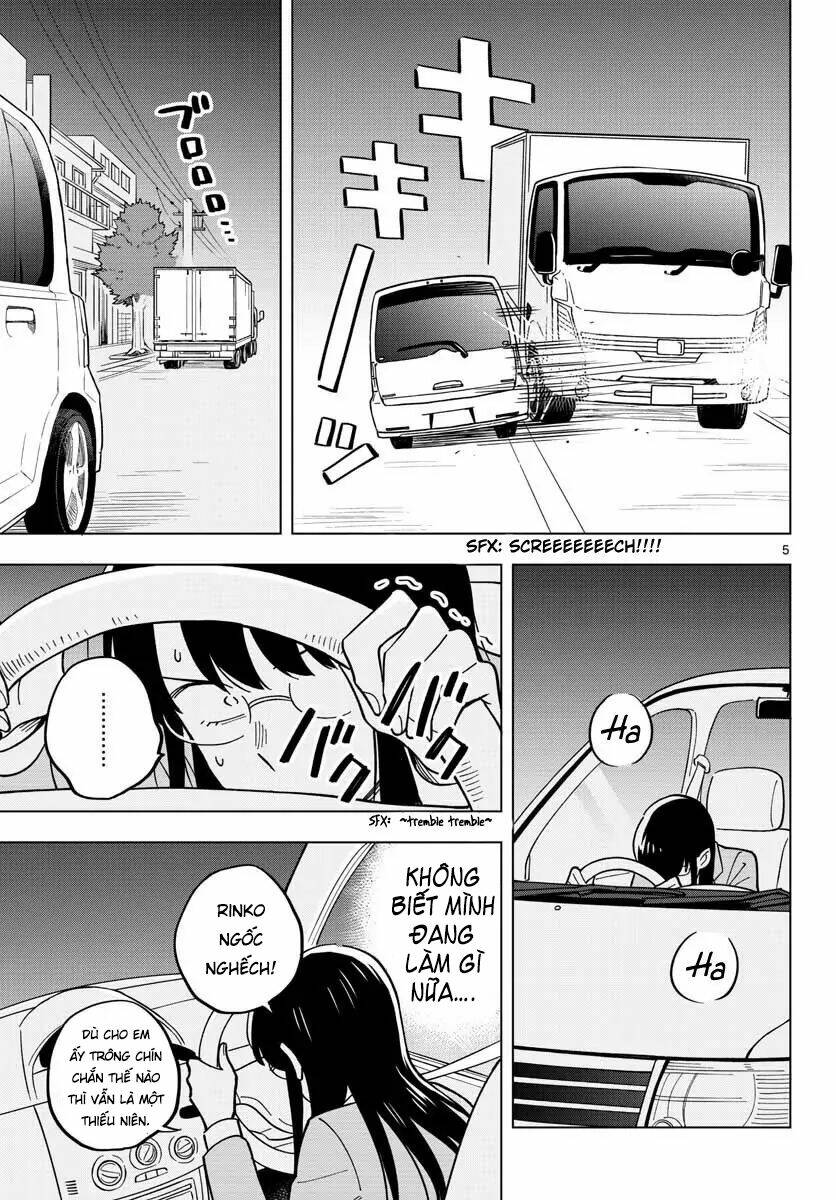 キキーッ!!
SFX: SCREEEEEEECH!!!!
5
ブロロロロ...
Ha
Ha
.........
バクバク
SFX: ~tremble tremble~
KHÔNG
BIẾT MÌNH
ĐANG
LÀM GÌ
NỮA....
RINKO
NGỐC
NGHẾCH!
DÙ CHO EM
ẤY TRÔNG CHÍN
CHẮN THẾ NÀO
THÌ VẪN LÀ MỘT
THIẾU NIÊN.